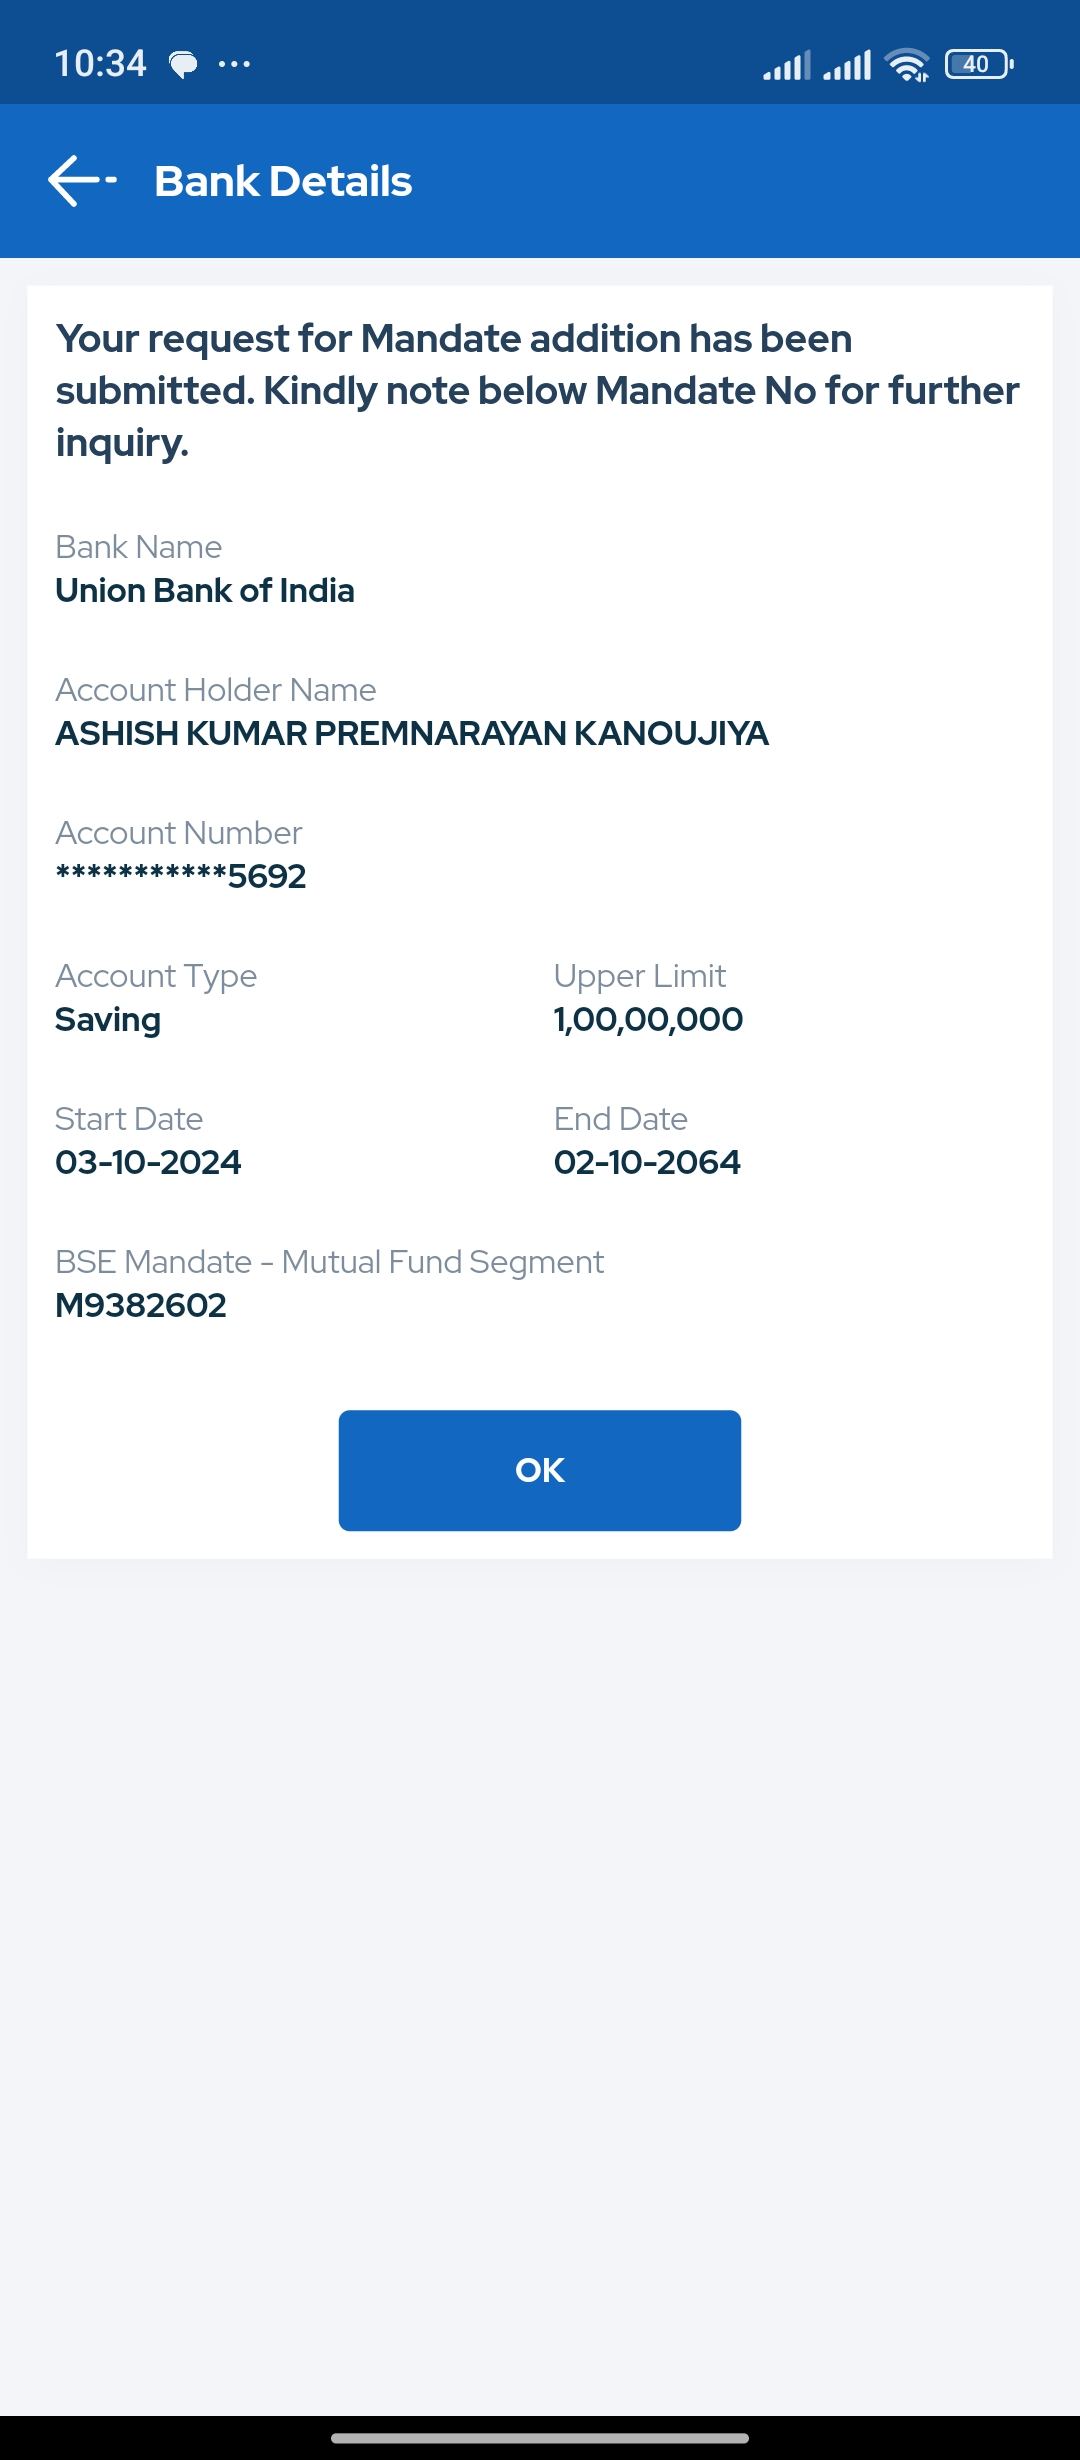 10:34
40
Bank Details
Your request for Mandate addition has been
submitted. Kindly note below Mandate No for further
inquiry.
Bank Name
Union Bank of India
Account Holder Name
ASHISH KUMAR PREMNARAYAN KANOUJIYA
Account Number
***********5692
Account Type
Saving
Upper Limit
1,00,00,000
Start Date
03-10-2024
End Date
02-10-2064
BSE Mandate - Mutual Fund Segment
M9382602
OK